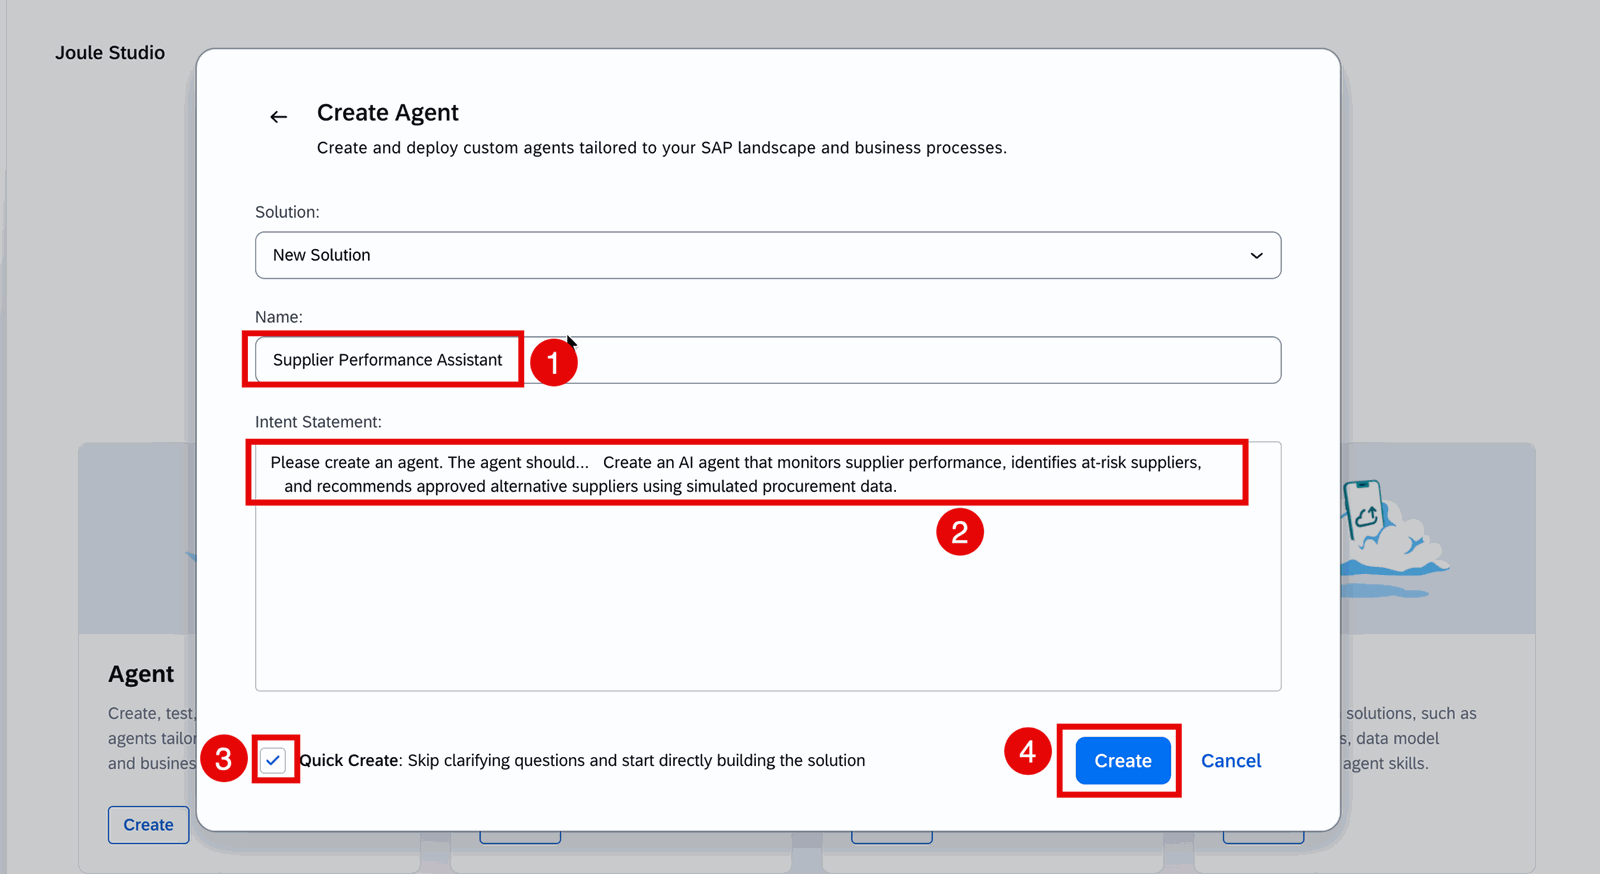 Joule Studio
Create Agent
Create and deploy custom agents tailored to your SAP landscape and business processes.
Solution:
New Solution
Name:
Supplier Performance Assistant
1
Intent Statement:
Please create an agent. The agent should... Create an AI agent that monitors supplier performance, identifies at-risk suppliers,
and recommends approved alternative suppliers using simulated procurement data.
2
Agent
Create, test,
agents tailor
and busines
solutions, such as
s, data model
agent skills.
3
Quick Create: Skip clarifying questions and start directly building the solution
4
Create
Cancel
Create